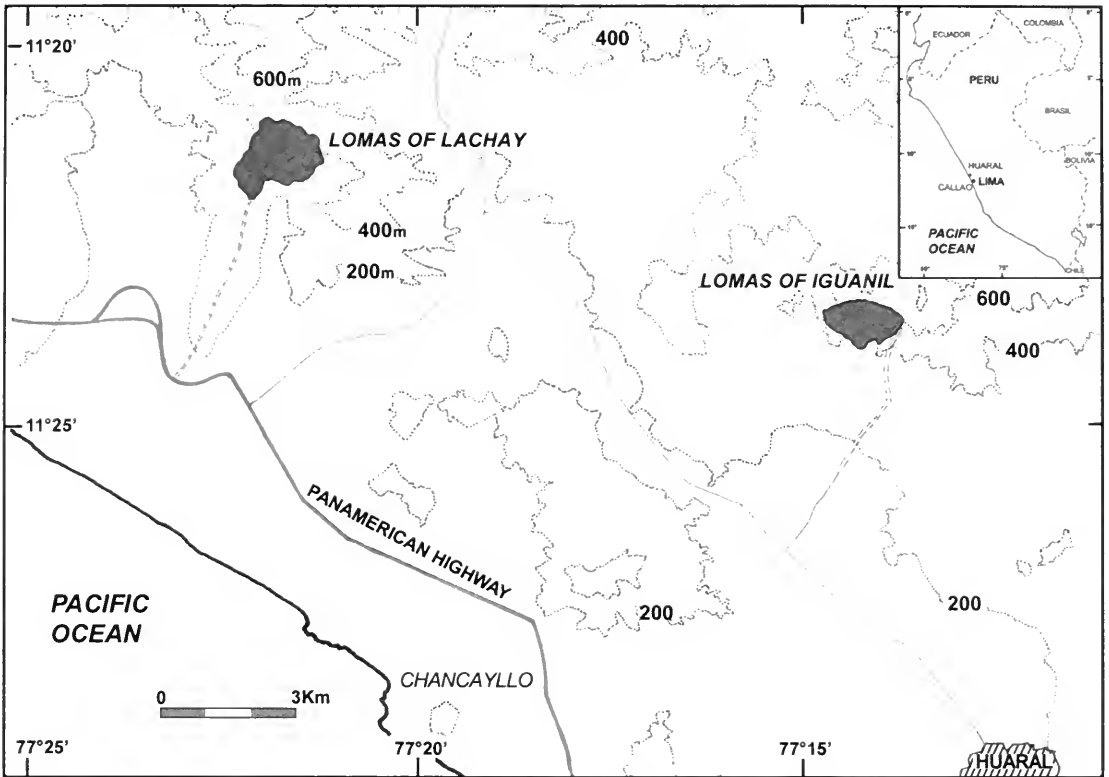 11°20'
600m
LOMAS OF LACHAY
400m
200m
400
LOMAS OF IGUANIL
600
400
11°25'
PANAMERICAN HIGHWAY
PACIFIC
OCEAN
200
200
CHANCAYLLO
0 3Km
77°25'
77°20'
77°15'
HUARAL
ECUADOR
COLOMBIA
PERU
BRASIL
BOLIVIA
HUARAL
LIMA
CALLAO
PACIFIC
OCEAN
CHILE